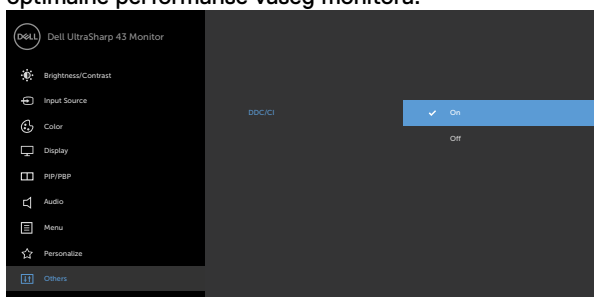 optimalne performanse vašeg monitora.
DELL Dell UltraSharp 43 Monitor
Brightness/Contrast
Input Source
DDC/CI
On
Color
Off
Display
PIP/PBP
Audio
Menu
Personalize
Others